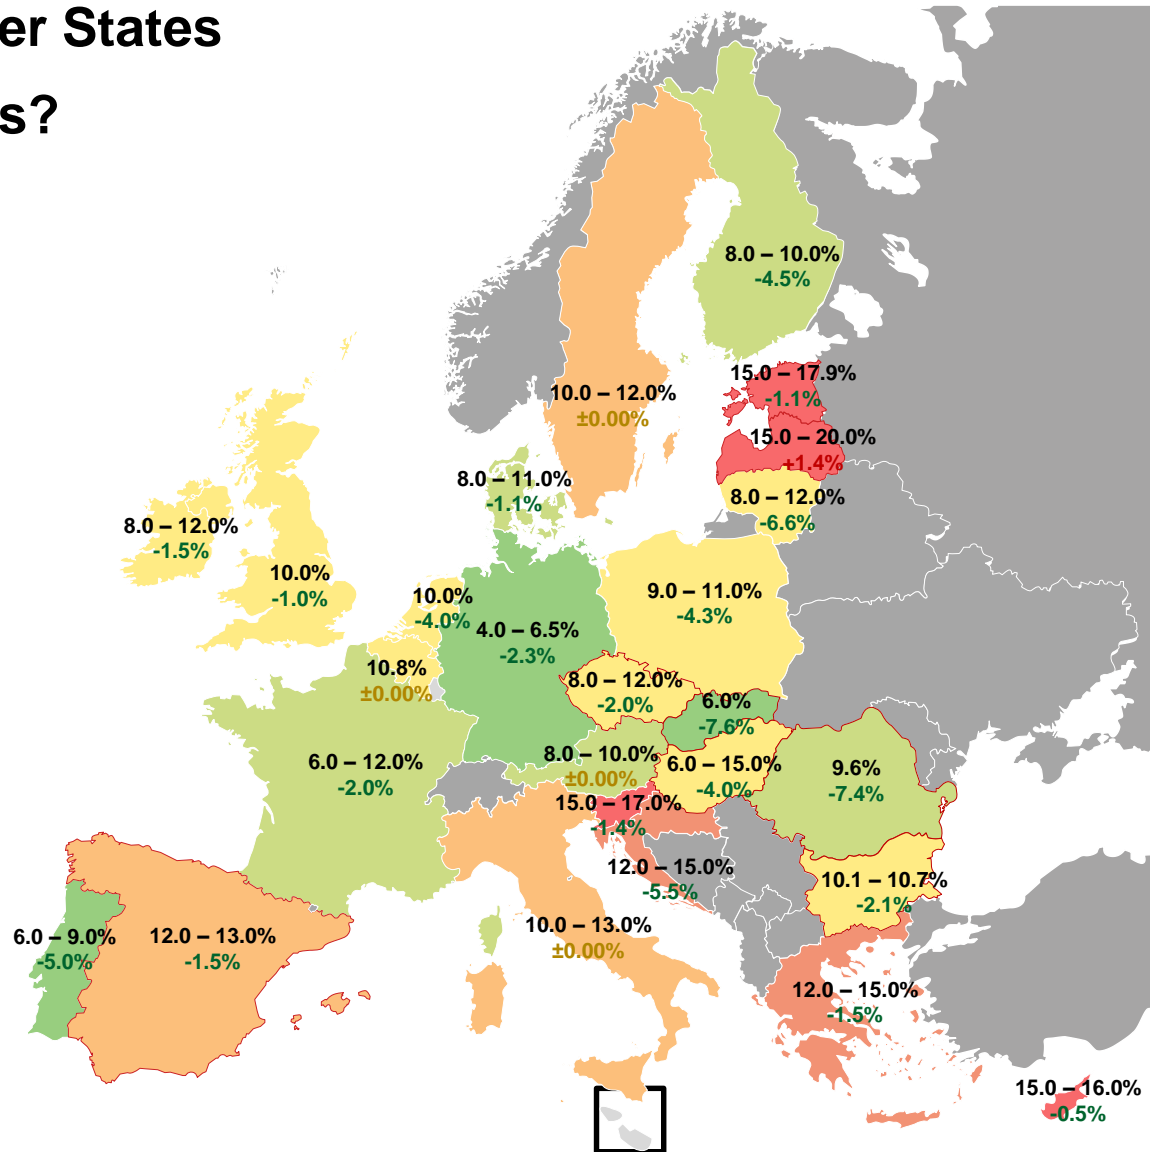 er States
s?
8.0 – 10.0%
-4.5%
15.0 – 17.9%
-1.1%
10.0 – 12.0%
±0.00%
15.0 – 20.0%
+1.4%
8.0 – 11.0%
-1.1%
8.0 – 12.0%
-6.6%
8.0 – 12.0%
-1.5%
10.0%
-1.0%
10.0%
-4.0%
9.0 – 11.0%
-4.3%
4.0 – 6.5%
-2.3%
10.8%
±0.00%
8.0 – 12.0%
-2.0%
6.0%
-7.6%
6.0 – 12.0%
-2.0%
8.0 – 10.0%
±0.00%
6.0 – 15.0%
-4.0%
9.6%
-7.4%
15.0 – 17.0%
-1.4%
12.0 – 15.0%
-5.5%
10.1 – 10.7%
-2.1%
6.0 – 9.0%
-5.0%
12.0 – 13.0%
-1.5%
10.0 – 13.0%
±0.00%
12.0 – 15.0%
-1.5%
15.0 – 16.0%
-0.5%